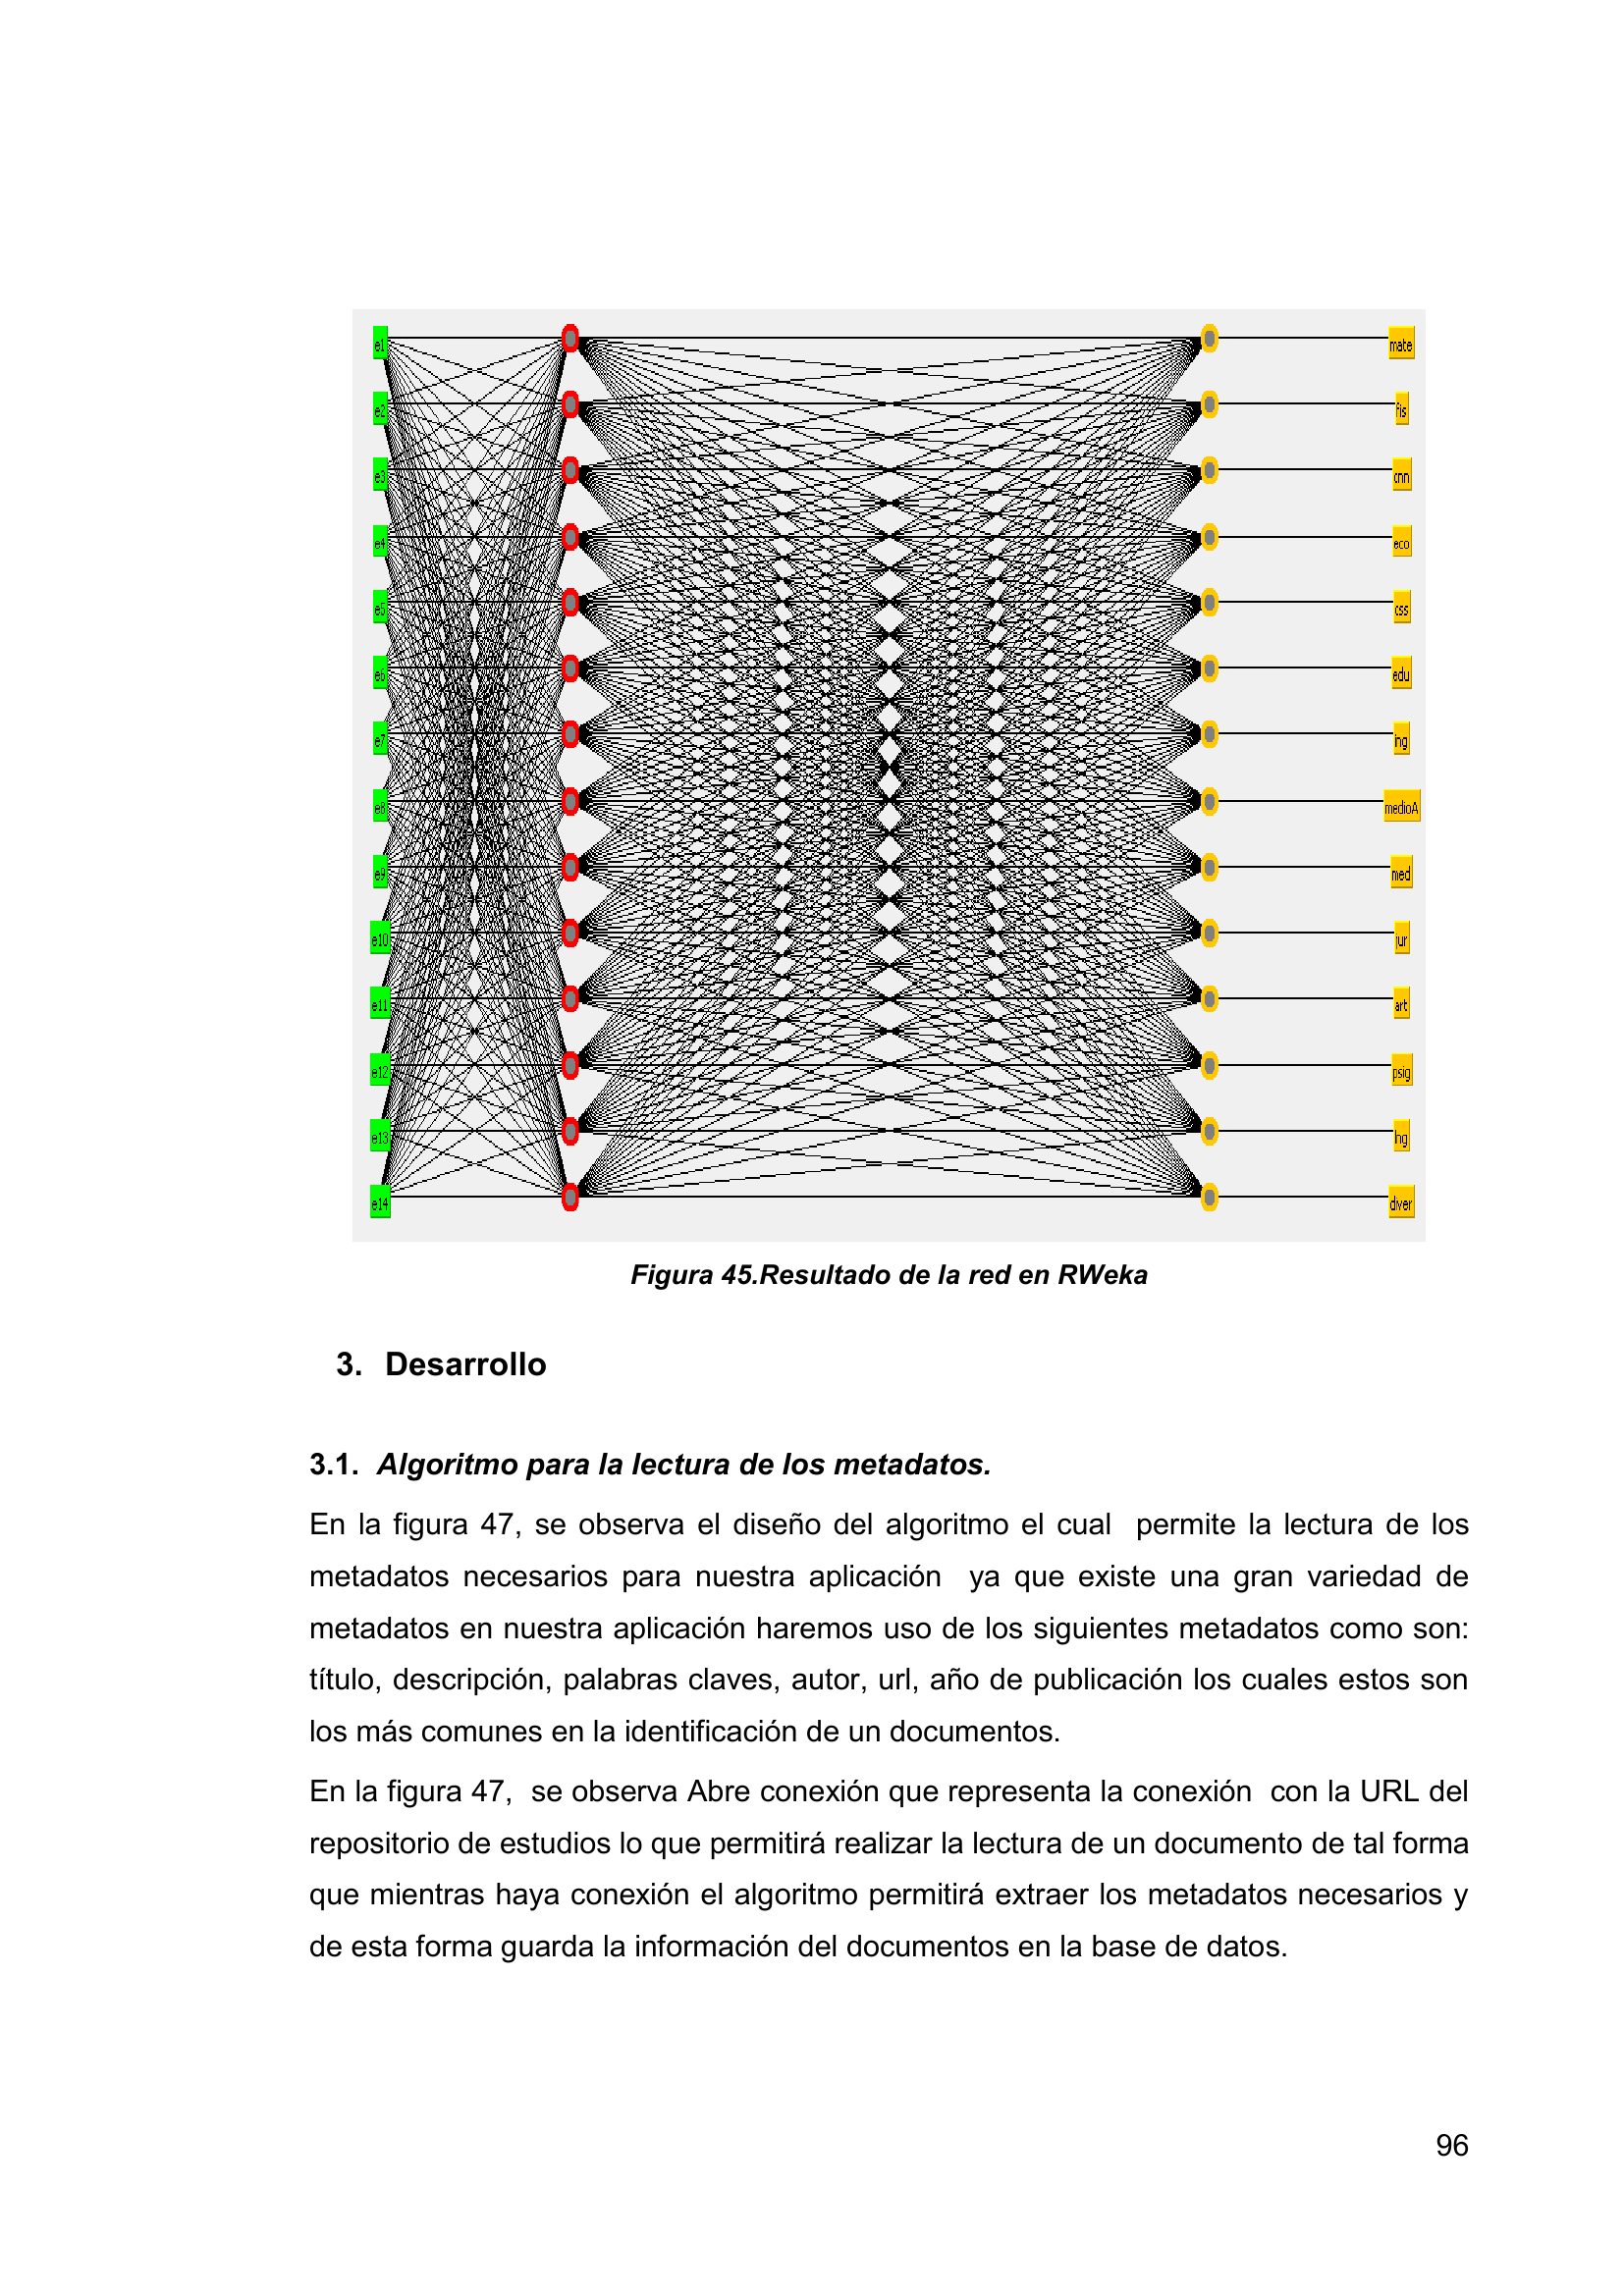 e1 mate
e2 fis
e3 cnn
e4 eco
e5 css
e6 edu
e7 ing
e8 medioA
e9 med
e10 jur
e11 art
e12 psig
e13 lng
e14 diver
Figura 45.Resultado de la red en RWeka
3. Desarrollo
3.1. Algoritmo para la lectura de los metadatos.
En la figura 47, se observa el diseño del algoritmo el cual permite la lectura de los
metadatos necesarios para nuestra aplicación ya que existe una gran variedad de
metadatos en nuestra aplicación haremos uso de los siguientes metadatos como son:
título, descripción, palabras claves, autor, url, año de publicación los cuales estos son
los más comunes en la identificación de un documentos.
En la figura 47, se observa Abre conexión que representa la conexión con la URL del
repositorio de estudios lo que permitirá realizar la lectura de un documento de tal forma
que mientras haya conexión el algoritmo permitirá extraer los metadatos necesarios y
de esta forma guarda la información del documentos en la base de datos.
96